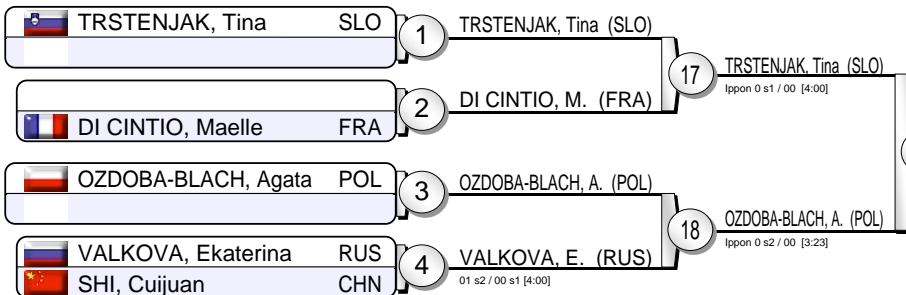 TRSTENJAK, Tina SLO
1
TRSTENJAK, Tina (SLO)
17
TRSTENJAK, Tina (SLO)
Ippon 0 s1 / 00 [4:00]
2
DI CINTIO, M. (FRA)
DI CINTIO, Maelle FRA
OZDOBA-BLACH, Agata POL
3
OZDOBA-BLACH, A. (POL)
18
OZDOBA-BLACH, A. (POL)
Ippon 0 s2 / 00 [3:23]
VALKOVA, Ekaterina RUS
4
VALKOVA, E. (RUS)
01 s2 / 00 s1 [4:00]
SHI, Cuijuan CHN